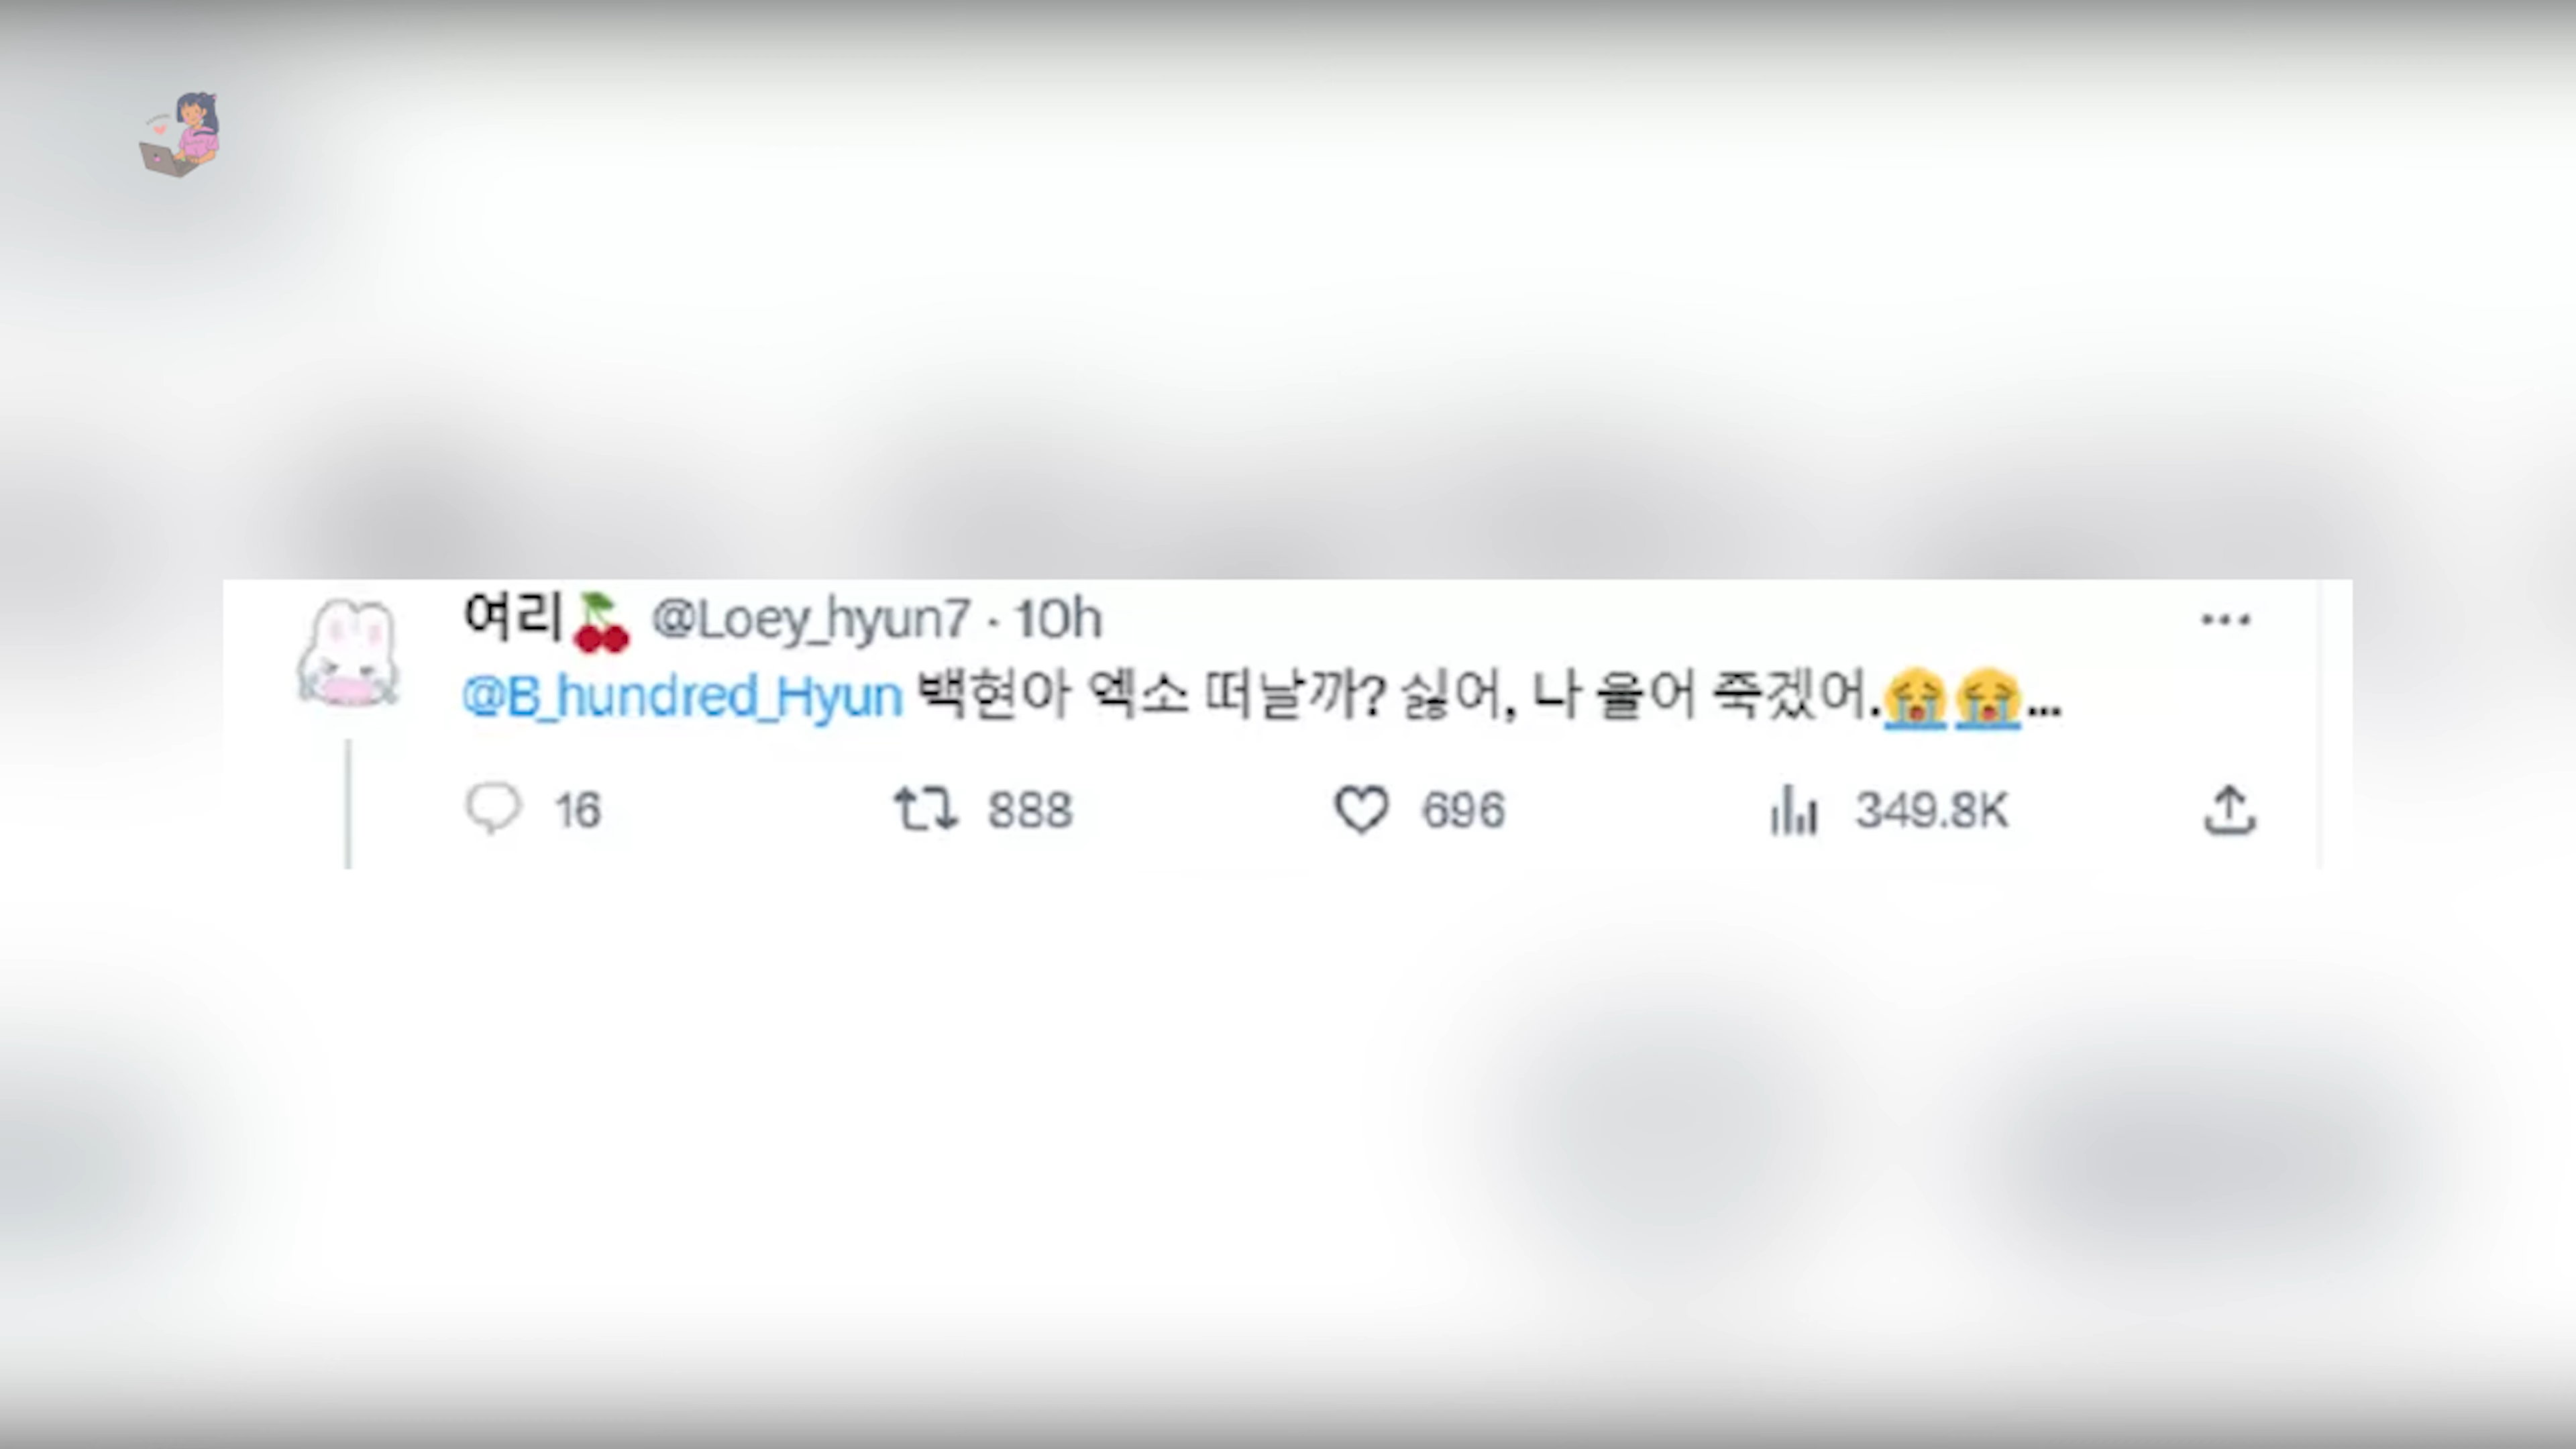 여리🍒 @Loey_hyun7 · 10h
@B_hundred_Hyun 백현아 엑소 떠날까? 싫어, 나 울어 죽겠어.😭😭...
16 888 696 349.8K